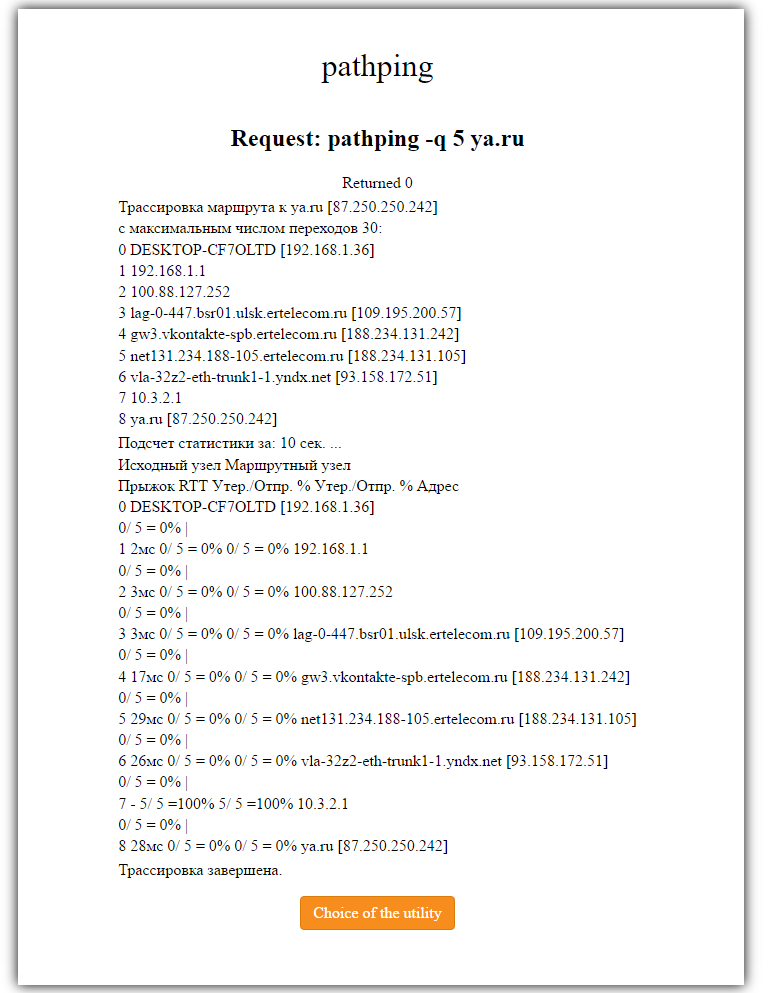 pathping
Request: pathping -q 5 ya.ru
Returned 0
Трассировка маршрута к ya.ru [87.250.250.242]
с максимальным числом переходов 30:
0 DESKTOP-CF7OLTD [192.168.1.36]
1 192.168.1.1
2 100.88.127.252
3 lag-0-447.bsr01.ulsk.ertelecom.ru [109.195.200.57]
4 gw3.vkontakte-spb.ertelecom.ru [188.234.131.242]
5 net131.234.188-105.ertelecom.ru [188.234.131.105]
6 vla-32z2-eth-trunk1-1.yndx.net [93.158.172.51]
7 10.3.2.1
8 ya.ru [87.250.250.242]
Подсчет статистики за: 10 сек. ...
Исходный узел Маршрутный узел
Прыжок RTT Утер./Отпр. % Утер./Отпр. % Адрес
0 DESKTOP-CF7OLTD [192.168.1.36]
0/ 5 = 0% |
1 2мс 0/ 5 = 0% 0/ 5 = 0% 192.168.1.1
0/ 5 = 0% |
2 3мс 0/ 5 = 0% 0/ 5 = 0% 100.88.127.252
0/ 5 = 0% |
3 3мс 0/ 5 = 0% 0/ 5 = 0% lag-0-447.bsr01.ulsk.ertelecom.ru [109.195.200.57]
0/ 5 = 0% |
4 17мс 0/ 5 = 0% 0/ 5 = 0% gw3.vkontakte-spb.ertelecom.ru [188.234.131.242]
0/ 5 = 0% |
5 29мс 0/ 5 = 0% 0/ 5 = 0% net131.234.188-105.ertelecom.ru [188.234.131.105]
0/ 5 = 0% |
6 26мс 0/ 5 = 0% 0/ 5 = 0% vla-32z2-eth-trunk1-1.yndx.net [93.158.172.51]
0/ 5 = 0% |
7 - 5/ 5 =100% 5/ 5 =100% 10.3.2.1
0/ 5 = 0% |
8 28мс 0/ 5 = 0% 0/ 5 = 0% ya.ru [87.250.250.242]
Трассировка завершена.
Choice of the utility